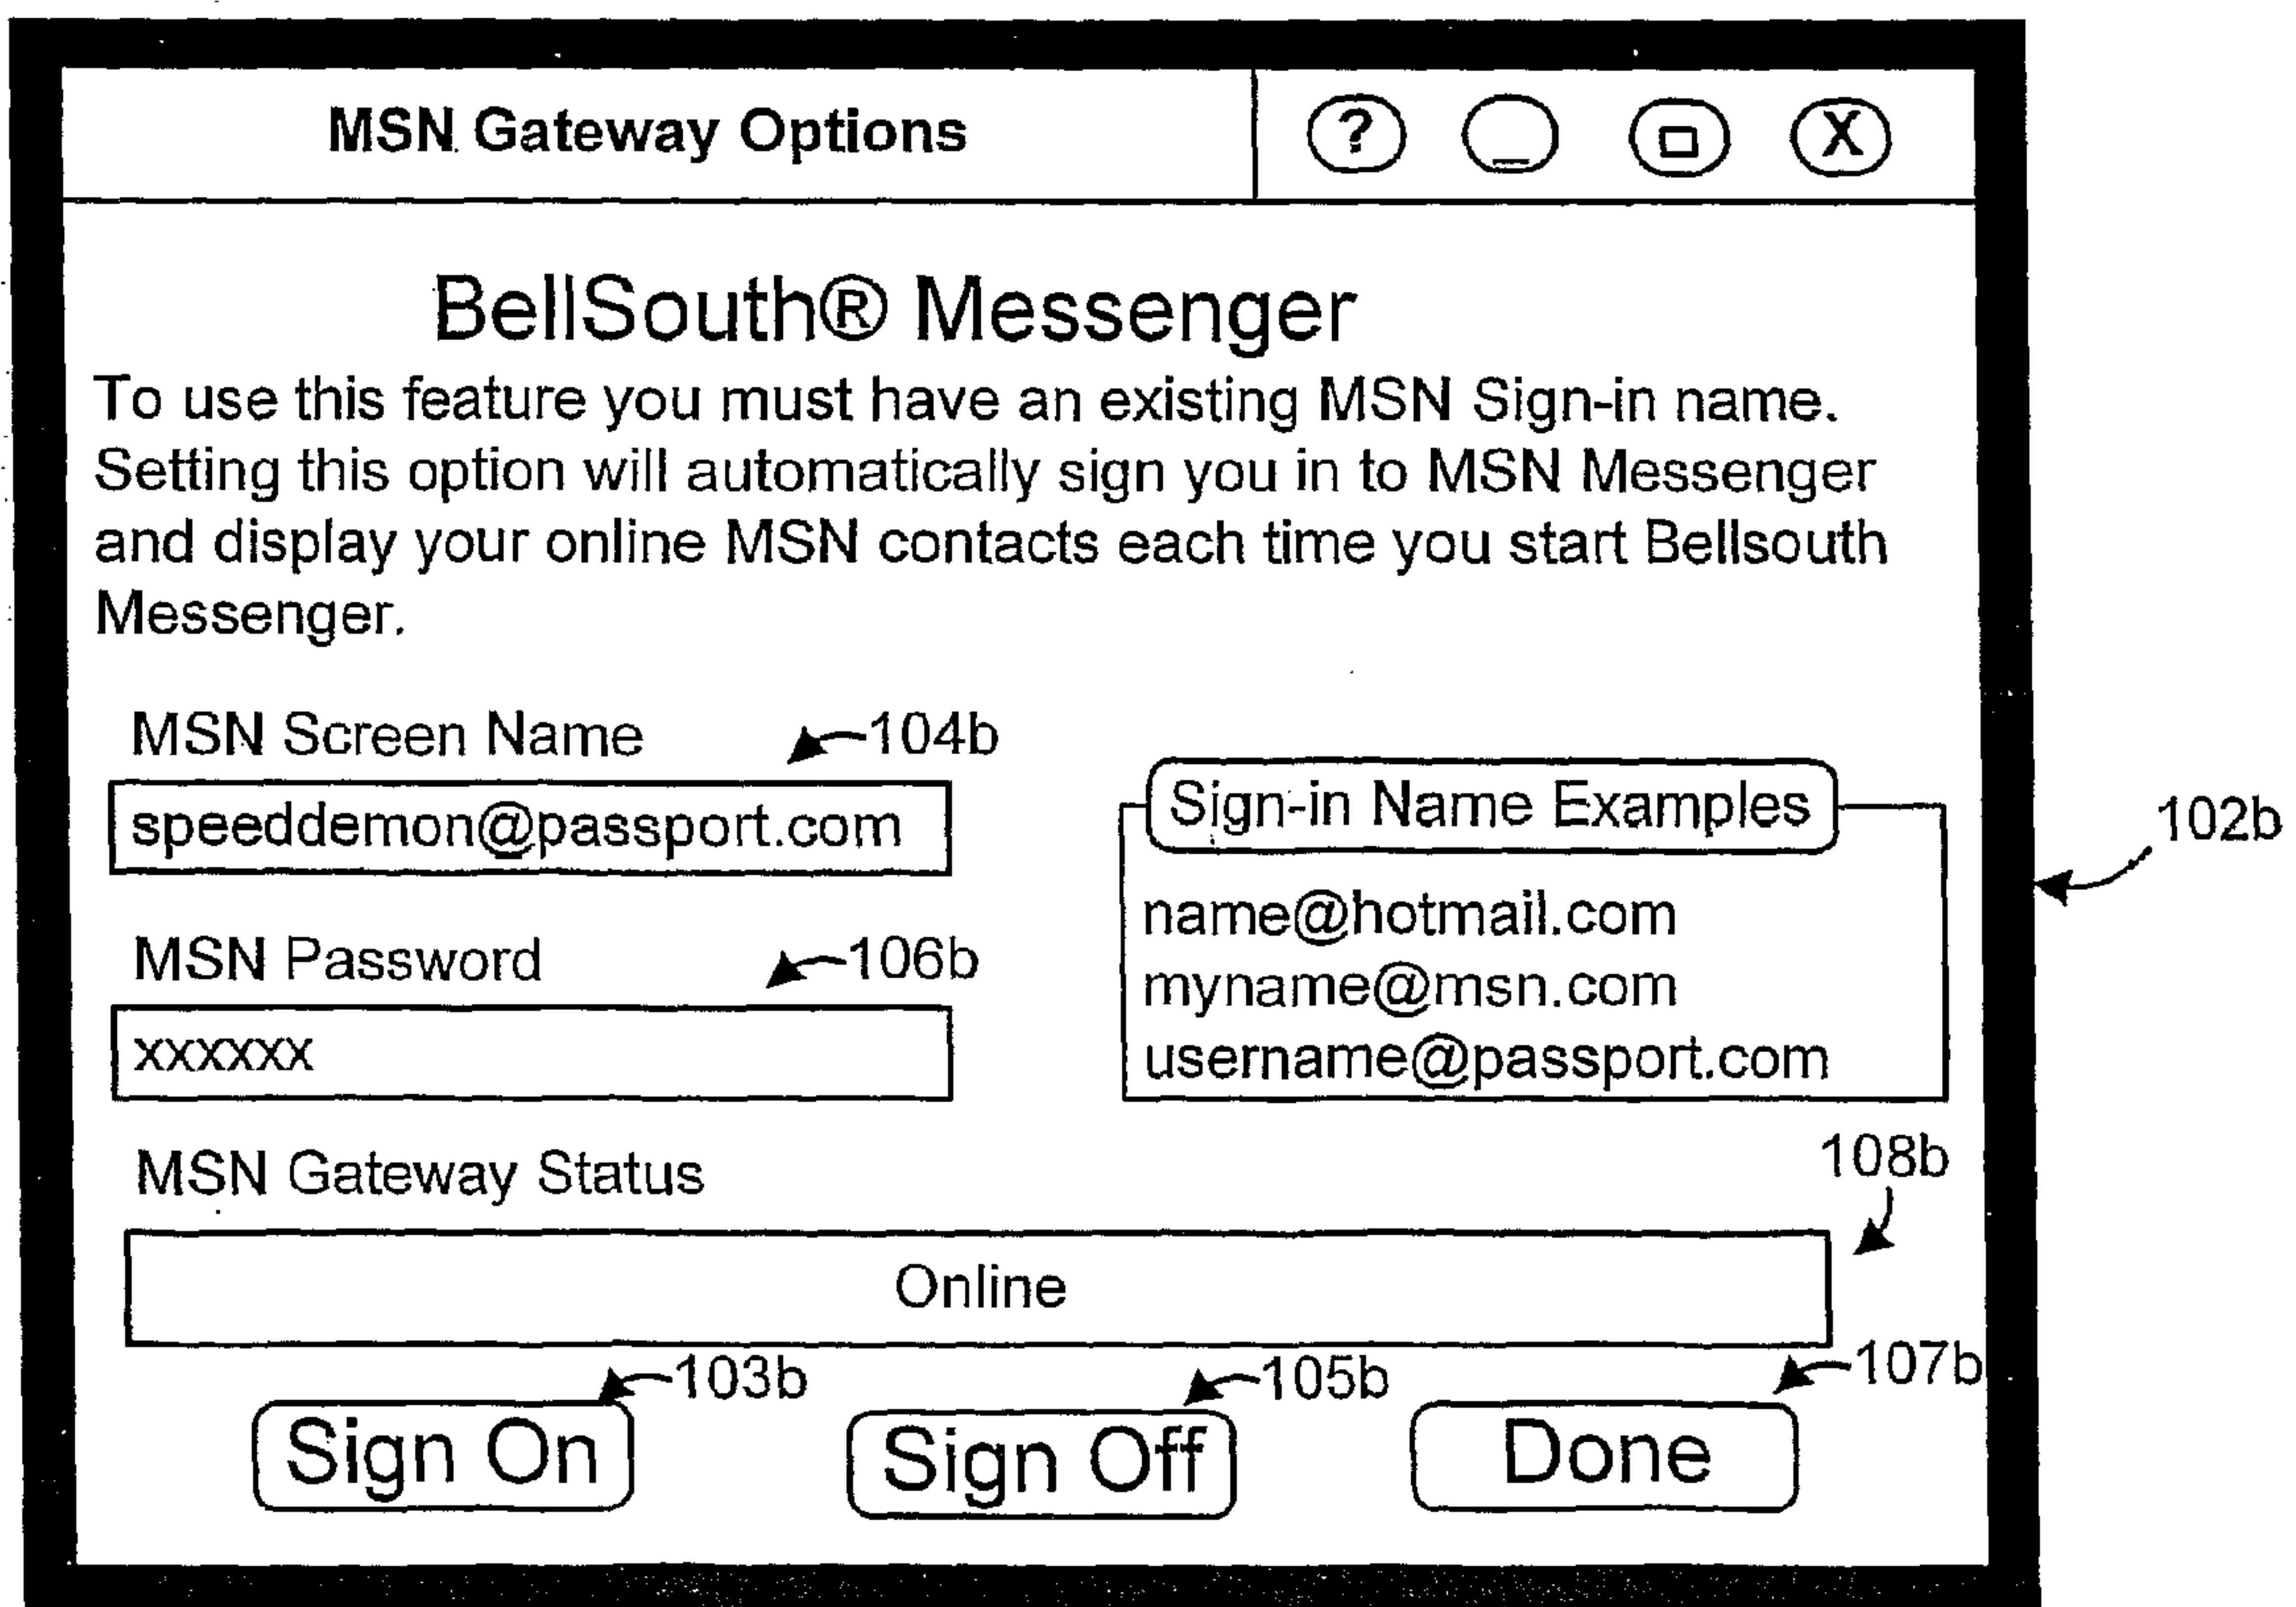 MSN Gateway Options ? _ □ X
BellSouth® Messenger
To use this feature you must have an existing MSN Sign-in name.
Setting this option will automatically sign you in to MSN Messenger
and display your online MSN contacts each time you start Bellsouth
Messenger.
MSN Screen Name 104b
speeddemon@passport.com
Sign-in Name Examples
102b
name@hotmail.com
myname@msn.com
username@passport.com
MSN Password 106b
xxxxxx
MSN Gateway Status 108b
Online
103b 105b 107b
Sign On Sign Off Done